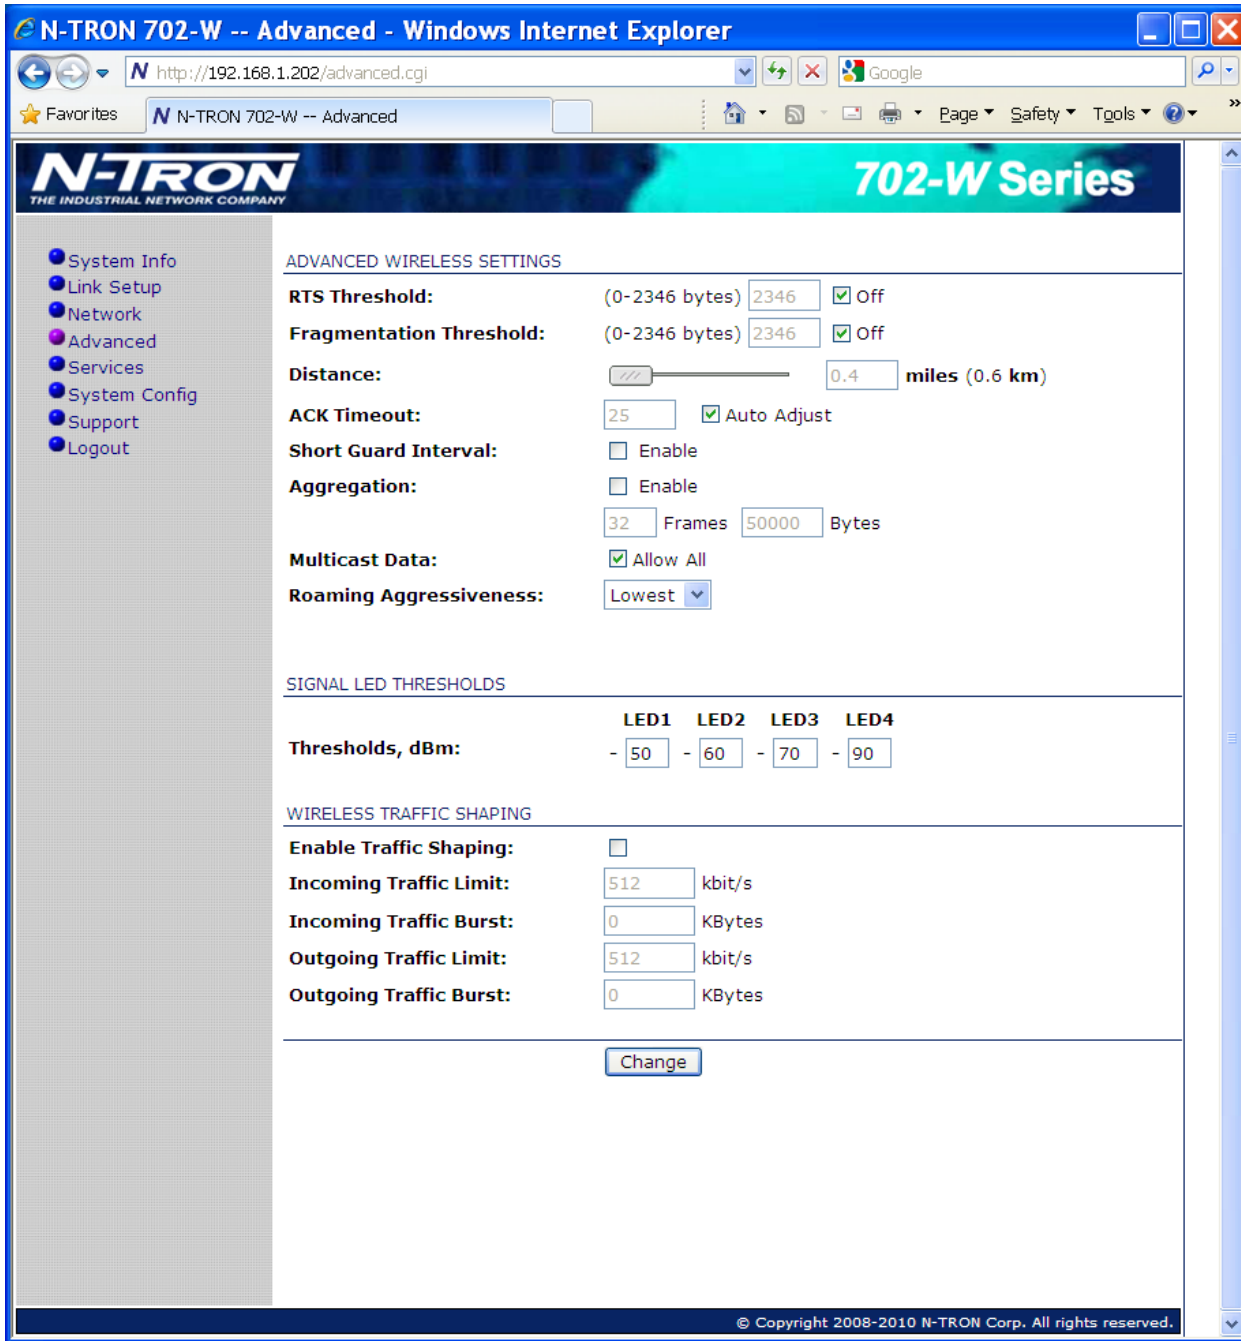 N-TRON 702-W -- Advanced - Windows Internet Explorer
http://192.168.1.202/advanced.cgi
Google
Favorites
N-TRON 702-W -- Advanced
Page Safety Tools
N-TRON
THE INDUSTRIAL NETWORK COMPANY
702-W Series
System Info
Link Setup
Network
Advanced
Services
System Config
Support
Logout
ADVANCED WIRELESS SETTINGS
RTS Threshold: (0-2346 bytes) 2346 Off
Fragmentation Threshold: (0-2346 bytes) 2346 Off
Distance: 0.4 miles (0.6 km)
ACK Timeout: 25 Auto Adjust
Short Guard Interval: Enable
Aggregation: Enable
32 Frames 50000 Bytes
Multicast Data: Allow All
Roaming Aggressiveness: Lowest
SIGNAL LED THRESHOLDS
LED1 LED2 LED3 LED4
Thresholds, dBm: - 50 - 60 - 70 - 90
WIRELESS TRAFFIC SHAPING
Enable Traffic Shaping:
Incoming Traffic Limit: 512 kbit/s
Incoming Traffic Burst: 0 KBytes
Outgoing Traffic Limit: 512 kbit/s
Outgoing Traffic Burst: 0 KBytes
Change
© Copyright 2008-2010 N-TRON Corp. All rights reserved.